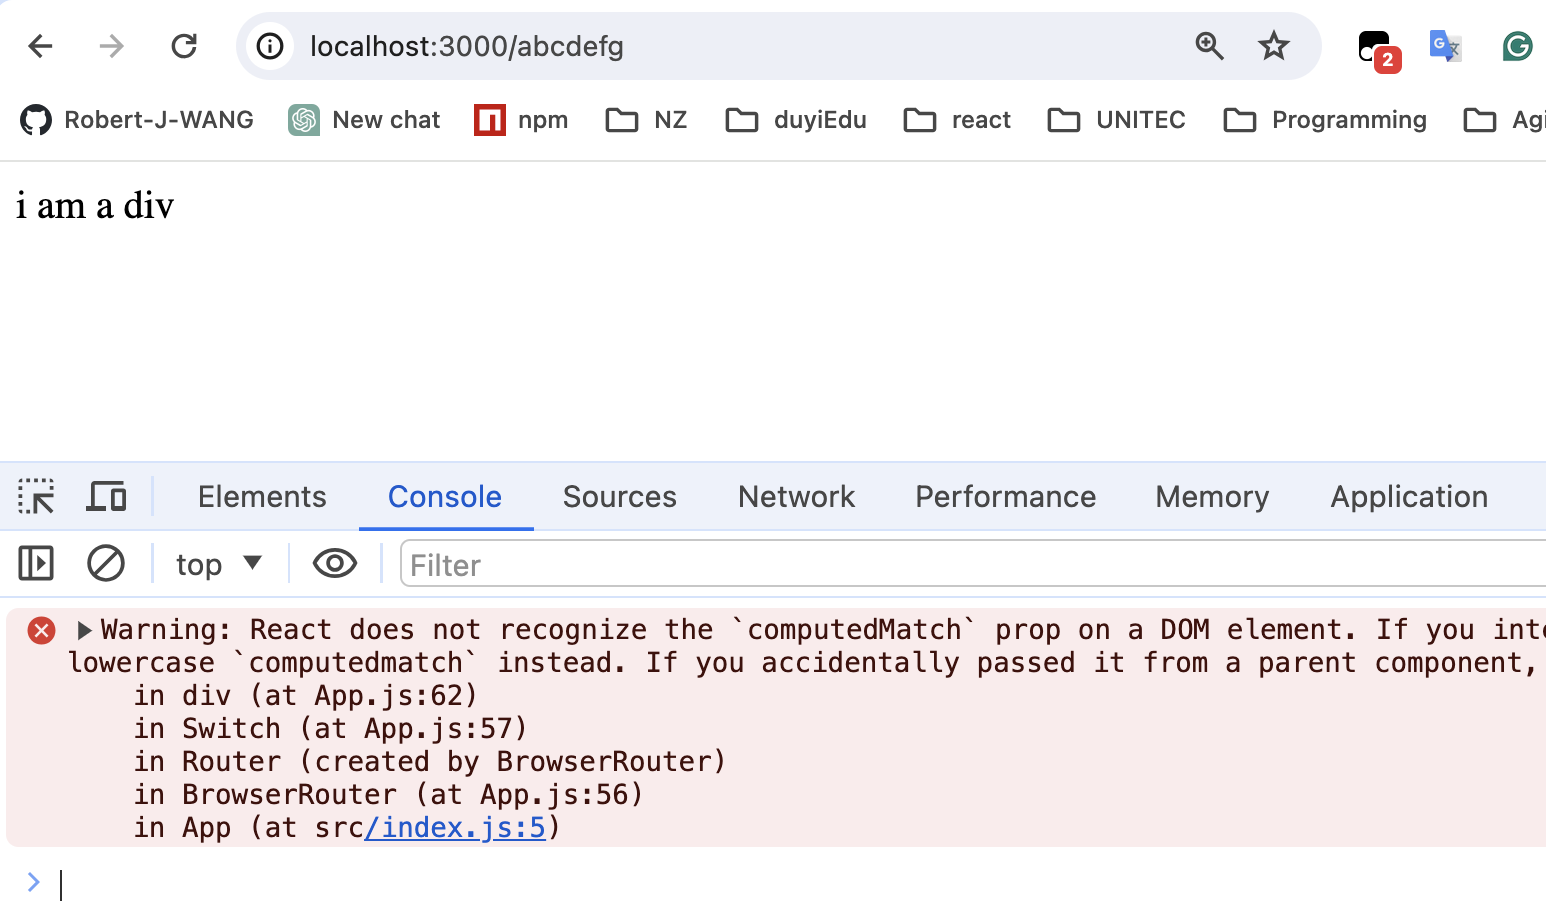 localhost:3000/abcdefg
2
Robert-J-WANG New chat npm NZ duyiEdu react UNITEC Programming
i am a div
Elements Console Sources Network Performance Memory Application
top Filter
Warning: React does not recognize the `computedMatch` prop on a DOM element. If you
lowercase `computedmatch` instead. If you accidentally passed it from a parent component,
in div (at App.js:62)
in Switch (at App.js:57)
in Router (created by BrowserRouter)
in BrowserRouter (at App.js:56)
in App (at src/index.js:5)